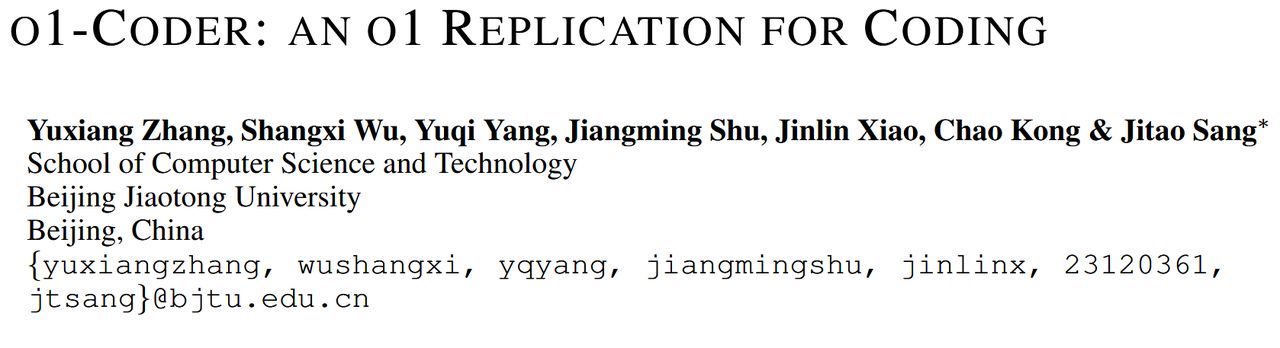 O1-CODER: AN O1 REPLICATION FOR CODING
Yuxiang Zhang, Shangxi Wu, Yuqi Yang, Jiangming Shu, Jinlin Xiao, Chao Kong & Jitao Sang*
School of Computer Science and Technology
Beijing Jiaotong University
Beijing, China
{yuxiangzhang, wushangxi, yqyang, jiangmingshu, jinlinx, 23120361,
jtsang}@bjtu.edu.cn